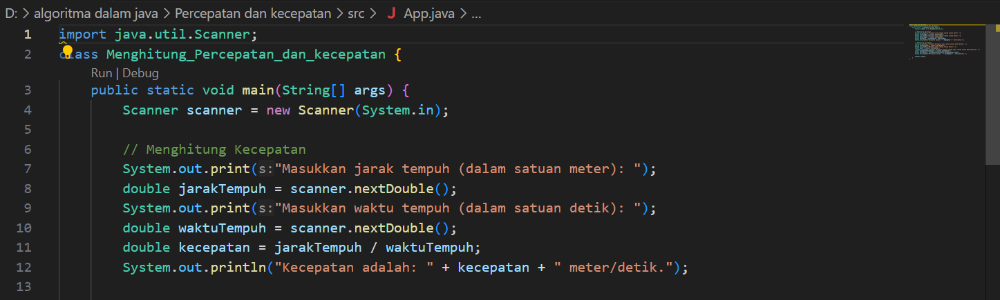 D: > algoritma dalam java > Percepatan dan kecepatan > src > J App.java > ...
1 import java.util.Scanner;
2 class Menghitung_Percepatan_dan_kecepatan {
Run | Debug
3 public static void main(String[] args) {
4 Scanner scanner = new Scanner(System.in);
5
6 // Menghitung Kecepatan
7 System.out.print(s:"Masukkan jarak tempuh (dalam satuan meter): ");
8 double jarakTempuh = scanner.nextDouble();
9 System.out.print(s:"Masukkan waktu tempuh (dalam satuan detik): ");
10 double waktuTempuh = scanner.nextDouble();
11 double kecepatan = jarakTempuh / waktuTempuh;
12 System.out.println("Kecepatan adalah: " + kecepatan + " meter/detik.");
13